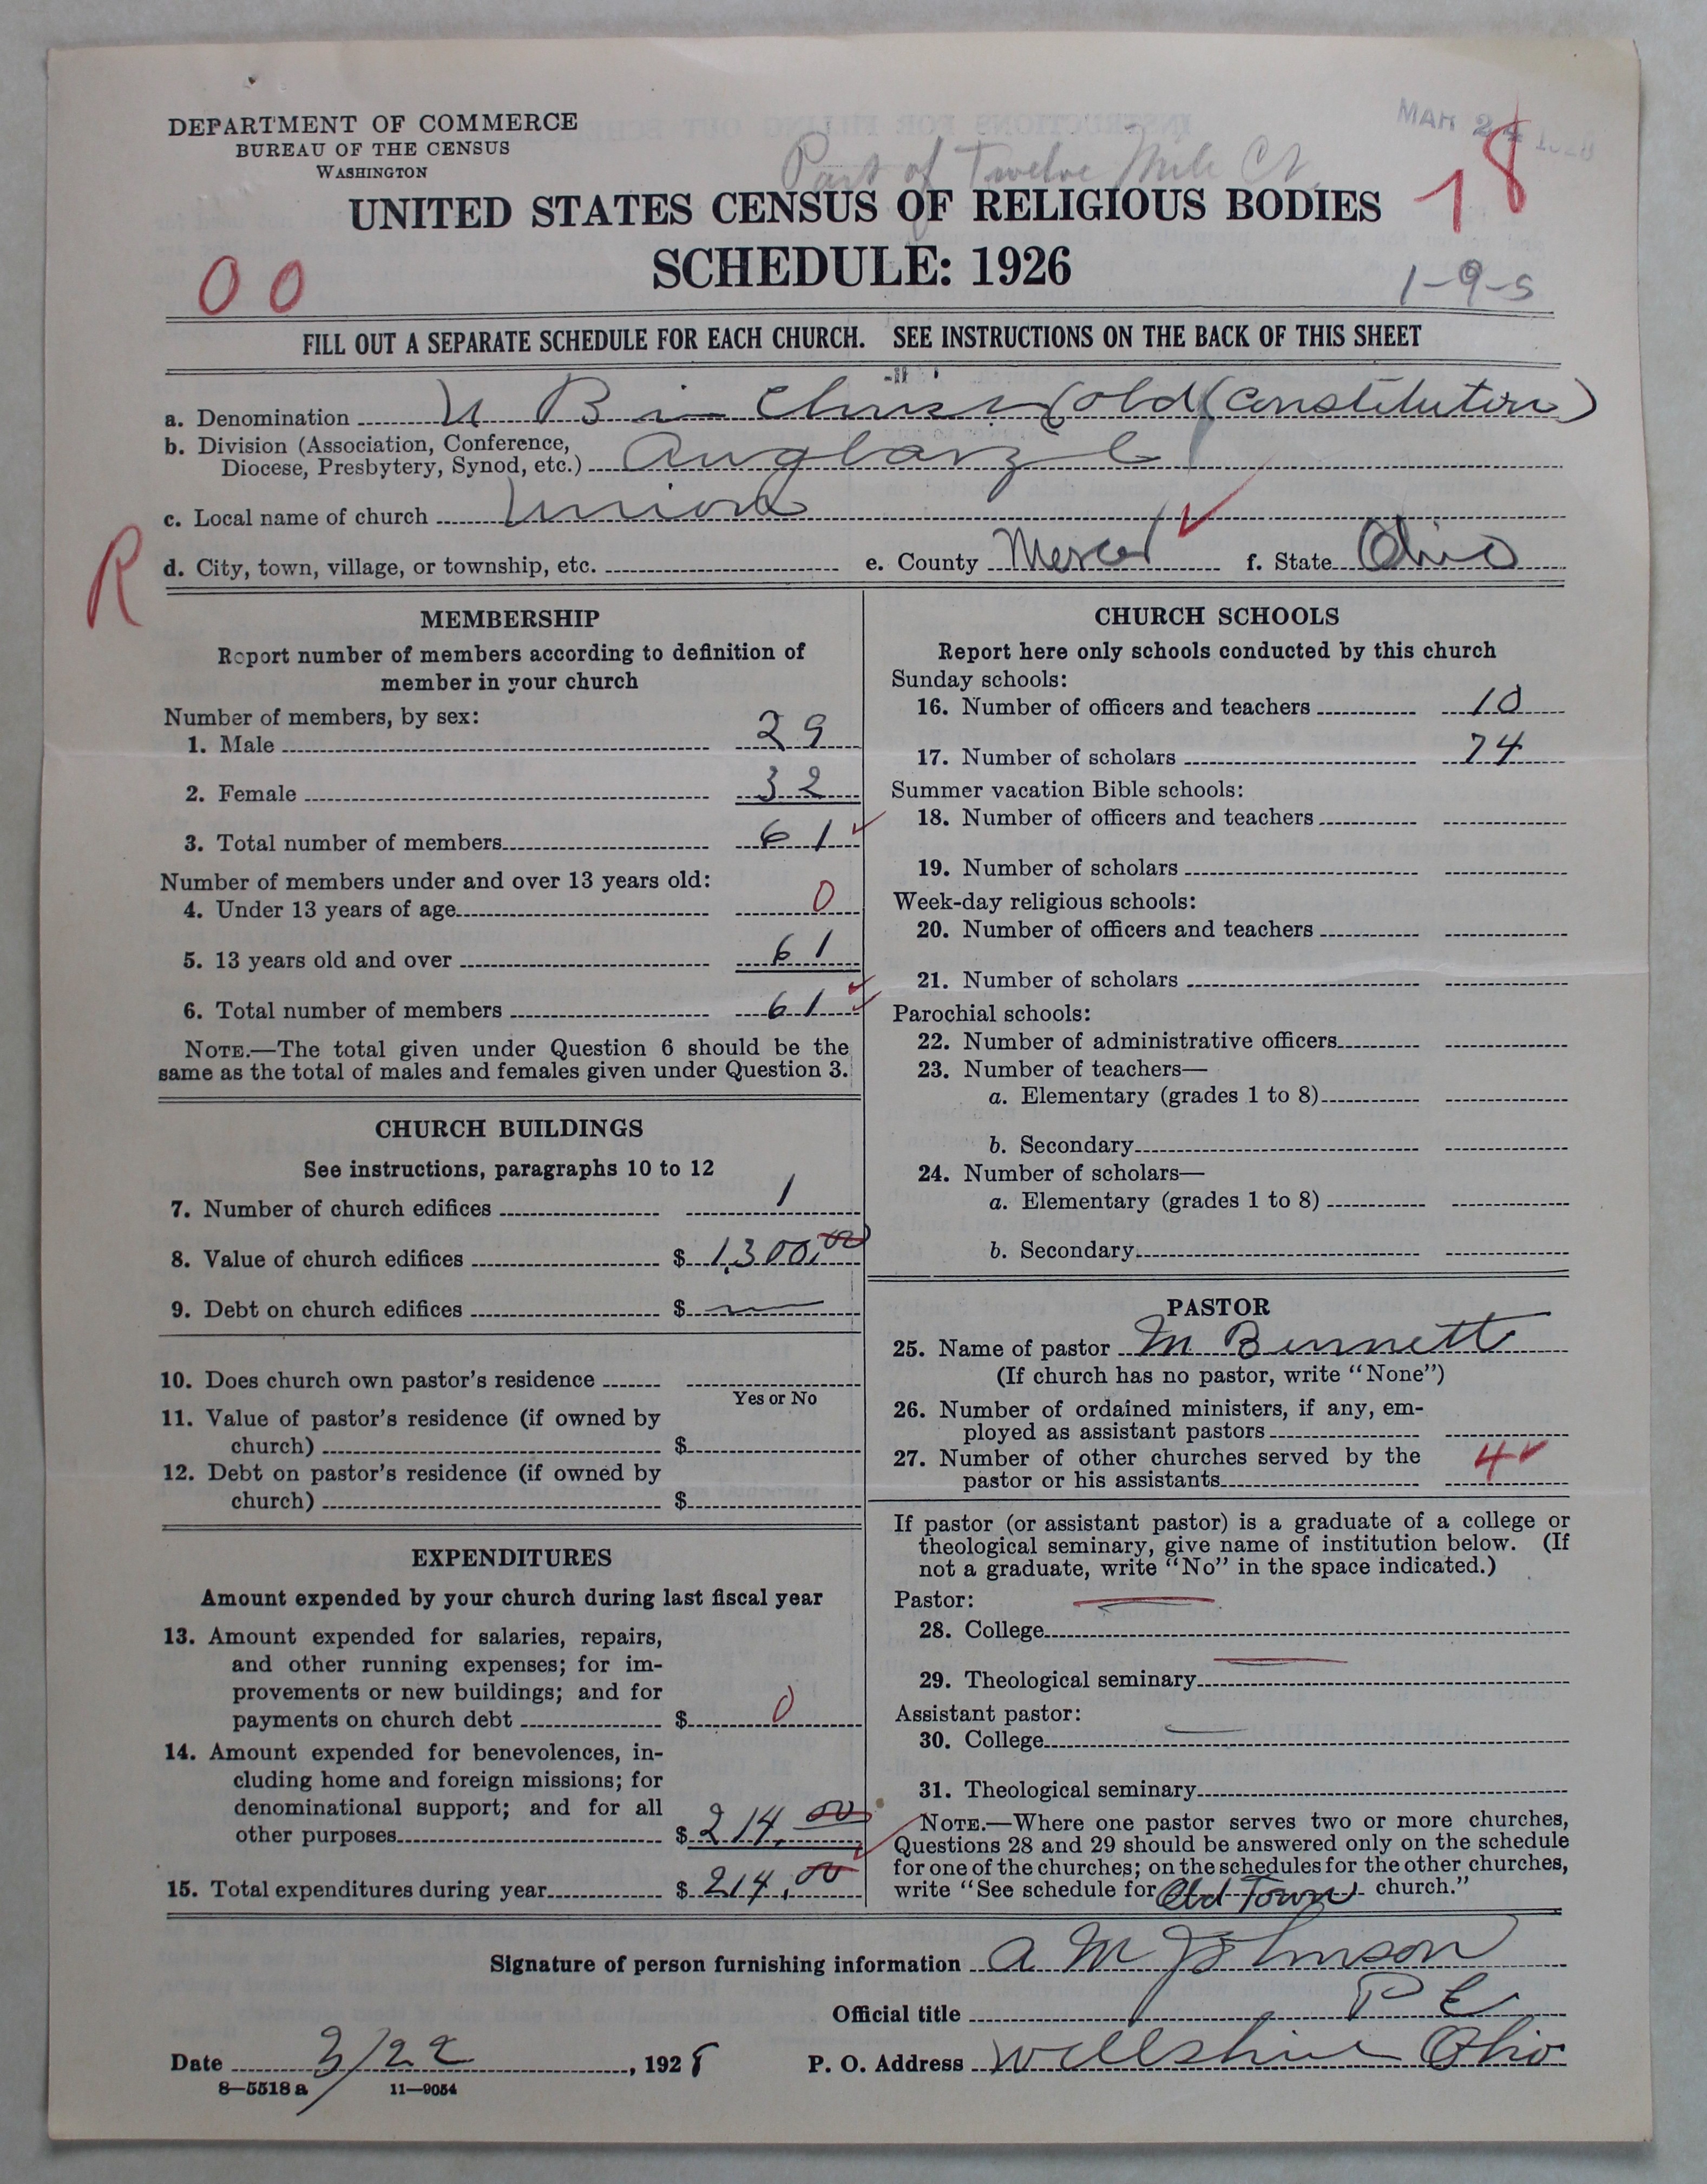 DEPARTMENT OF COMMERCE
BUREAU OF THE CENSUS
WASHINGTON
MAR 24 1928
Part of Twelve Mile Ct.
18
UNITED STATES CENSUS OF RELIGIOUS BODIES
SCHEDULE: 1926
00
1-9-5
FILL OUT A SEPARATE SCHEDULE FOR EACH CHURCH. SEE INSTRUCTIONS ON THE BACK OF THIS SHEET
a. Denomination U B in Christ (old (Constitution)
b. Division (Association, Conference,
Diocese, Presbytery, Synod, etc.) Auglaize
c. Local name of church Union
R
d. City, town, village, or township, etc. e. County Mercer f. State Ohio
MEMBERSHIP
Report number of members according to definition of
member in your church
Number of members, by sex:
1. Male 29
2. Female 32
3. Total number of members 61
Number of members under and over 13 years old:
4. Under 13 years of age 0
5. 13 years old and over 61
6. Total number of members 61
NOTE.—The total given under Question 6 should be the
same as the total of males and females given under Question 3.
CHURCH BUILDINGS
See instructions, paragraphs 10 to 12
7. Number of church edifices 1
8. Value of church edifices $ 1,300.00
9. Debt on church edifices $ —
10. Does church own pastor's residence
Yes or No
11. Value of pastor's residence (if owned by
church) $
12. Debt on pastor's residence (if owned by
church) $
EXPENDITURES
Amount expended by your church during last fiscal year
13. Amount expended for salaries, repairs,
and other running expenses; for im-
provements or new buildings; and for
payments on church debt $ 0
14. Amount expended for benevolences, in-
cluding home and foreign missions; for
denominational support; and for all
other purposes $ 214.00
15. Total expenditures during year $ 214.00
CHURCH SCHOOLS
Report here only schools conducted by this church
Sunday schools:
16. Number of officers and teachers 10
17. Number of scholars 74
Summer vacation Bible schools:
18. Number of officers and teachers
19. Number of scholars
Week-day religious schools:
20. Number of officers and teachers
21. Number of scholars
Parochial schools:
22. Number of administrative officers
23. Number of teachers—
a. Elementary (grades 1 to 8)
b. Secondary
24. Number of scholars—
a. Elementary (grades 1 to 8)
b. Secondary
PASTOR
25. Name of pastor M Bennett
(If church has no pastor, write "None")
26. Number of ordained ministers, if any, em-
ployed as assistant pastors
27. Number of other churches served by the
pastor or his assistants 4
If pastor (or assistant pastor) is a graduate of a college or
theological seminary, give name of institution below. (If
not a graduate, write "No" in the space indicated.)
Pastor:
28. College
29. Theological seminary
Assistant pastor:
30. College
31. Theological seminary
NOTE.—Where one pastor serves two or more churches,
Questions 28 and 29 should be answered only on the schedule
for one of the churches; on the schedules for the other churches,
write "See schedule for Old Town church."
Signature of person furnishing information A M Johnson
Official title P E
Date 3/22, 1928 P. O. Address Willshire Ohio
8—5518a 11—9054